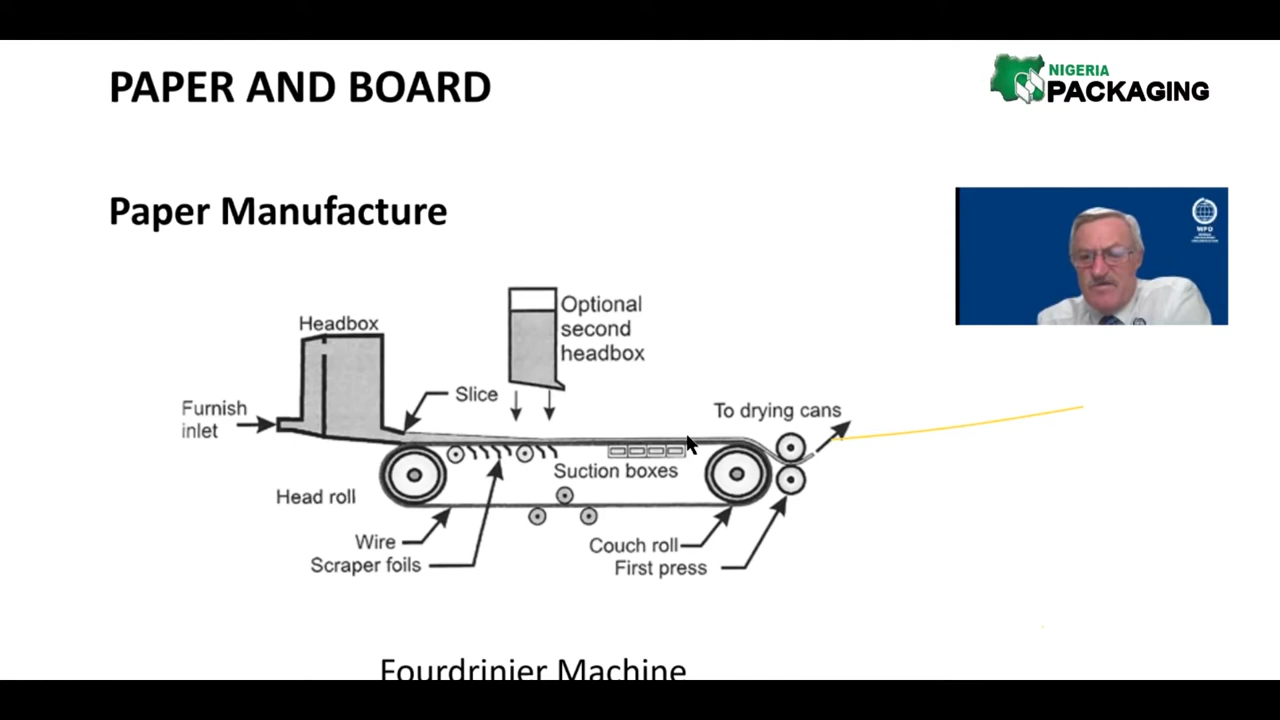 PAPER AND BOARD
NIGERIA
PACKAGING
Paper Manufacture
WPO
Headbox
Optional
second
headbox
Slice
Furnish
inlet
To drying cans
Suction boxes
Head roll
Wire
Scraper foils
Couch roll
First press
Fourdrinier Machine